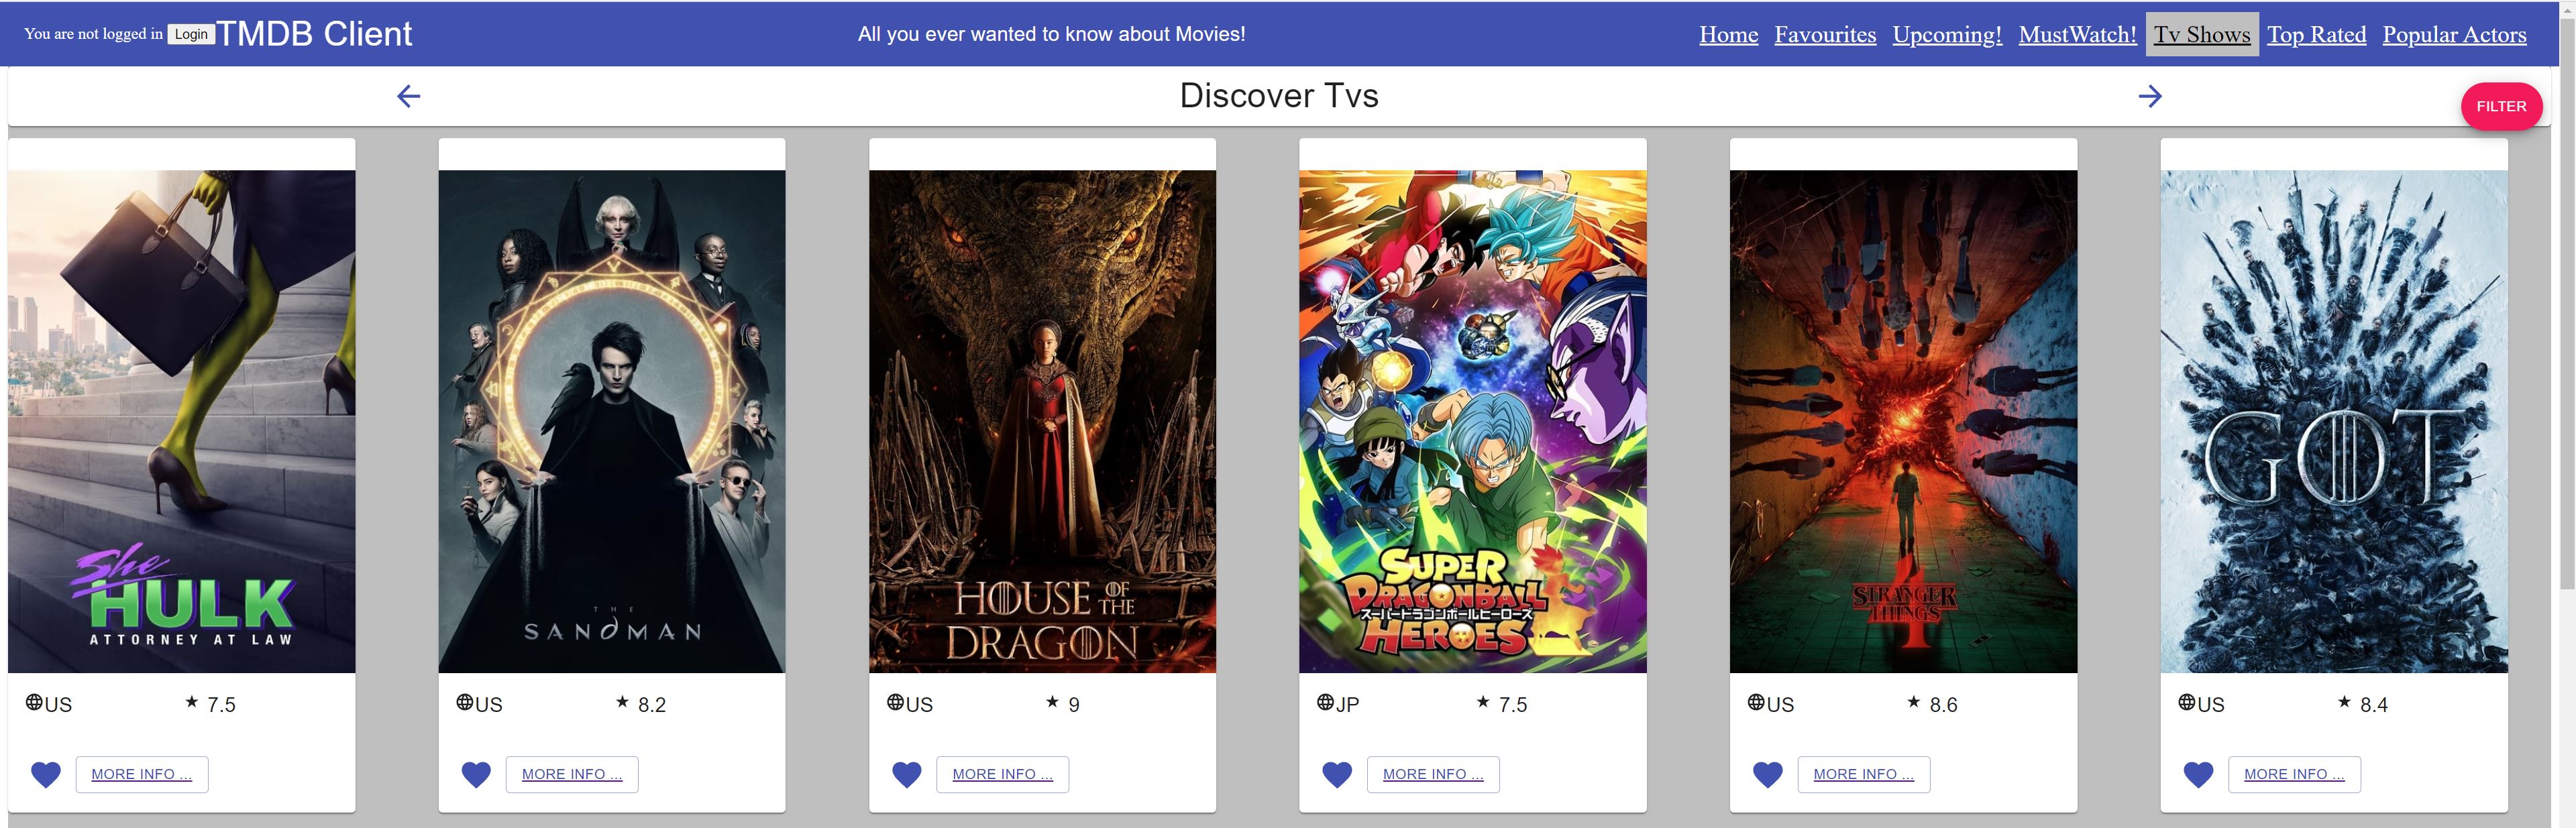 You are not logged in Login TMDB Client All you ever wanted to know about Movies! Home Favourites Upcoming! MustWatch! Tv Shows Top Rated Popular Actors
Discover Tvs
FILTER
She
HULK
ATTORNEY AT LAW
US ★ 7.5
MORE INFO ...
THE
SANDMAN
US ★ 8.2
MORE INFO ...
HOUSE OF THE
DRAGON
US ★ 9
MORE INFO ...
SUPER
DRAGONBALL
スーパードラゴンボールヒーローズ
HEROES
JP ★ 7.5
MORE INFO ...
STRANGER
THINGS
4
US ★ 8.6
MORE INFO ...
GOT
US ★ 8.4
MORE INFO ...